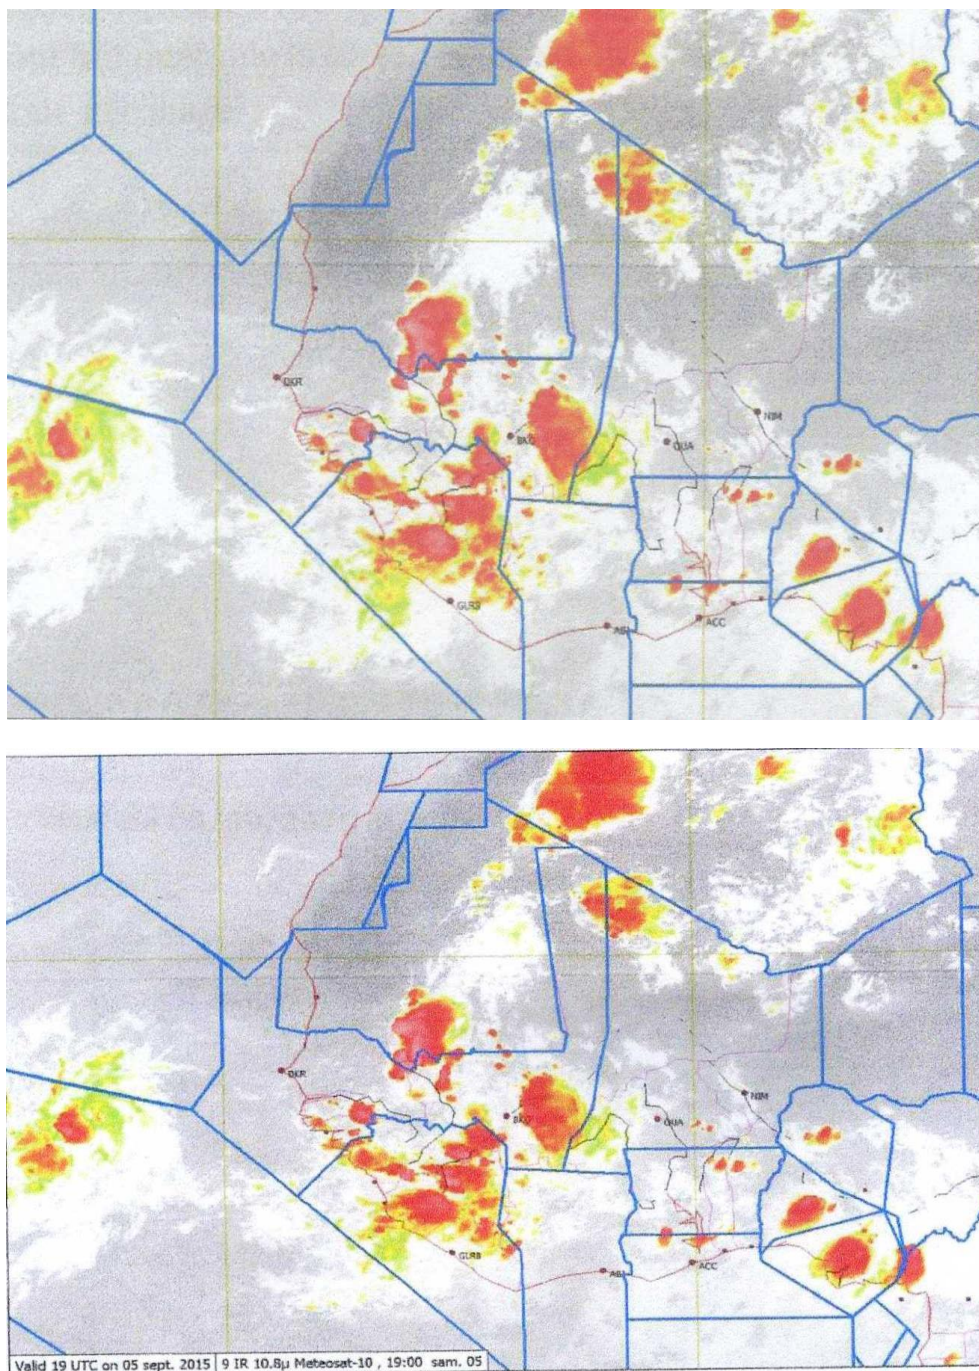 DKR
BKO
NIM
OUA
GLRB
ABJ
ACC
DKR
NIM
BKO
OUA
GLRB
ABJ
ACC
Valid 19 UTC on 05 sept. 2015 9 IR 10.8µ Meteosat-10 , 19:00 sam. 05